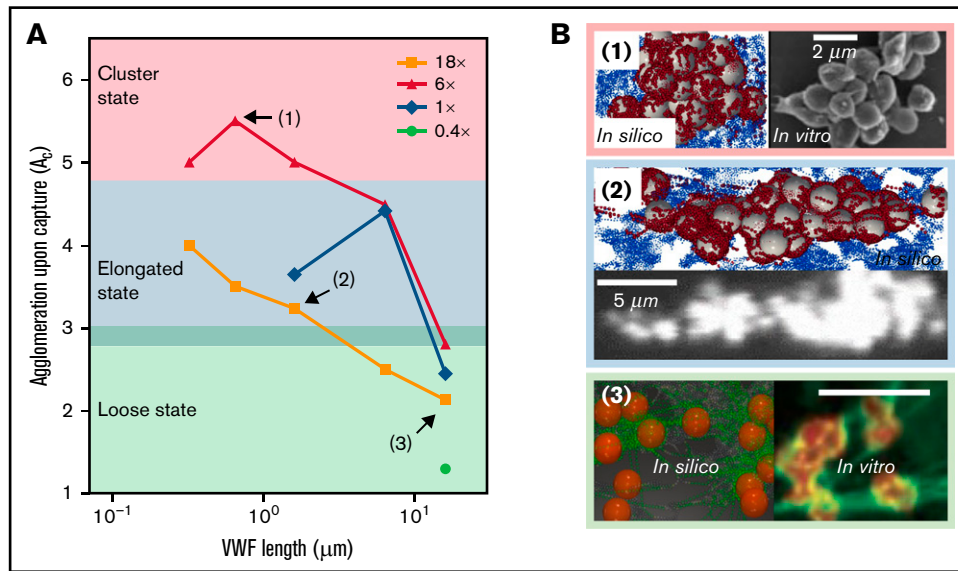 A
Agglomeration upon capture (Ac)
6
5
4
3
2
1
Cluster
state
Elongated
state
Loose state
(1)
(2)
(3)
18×
6×
1×
0.4×
10⁻¹
10⁰
10¹
VWF length (μm)
B
(1)
In silico
2 μm
In vitro
(2)
In silico
5 μm
(3)
In silico
In vitro